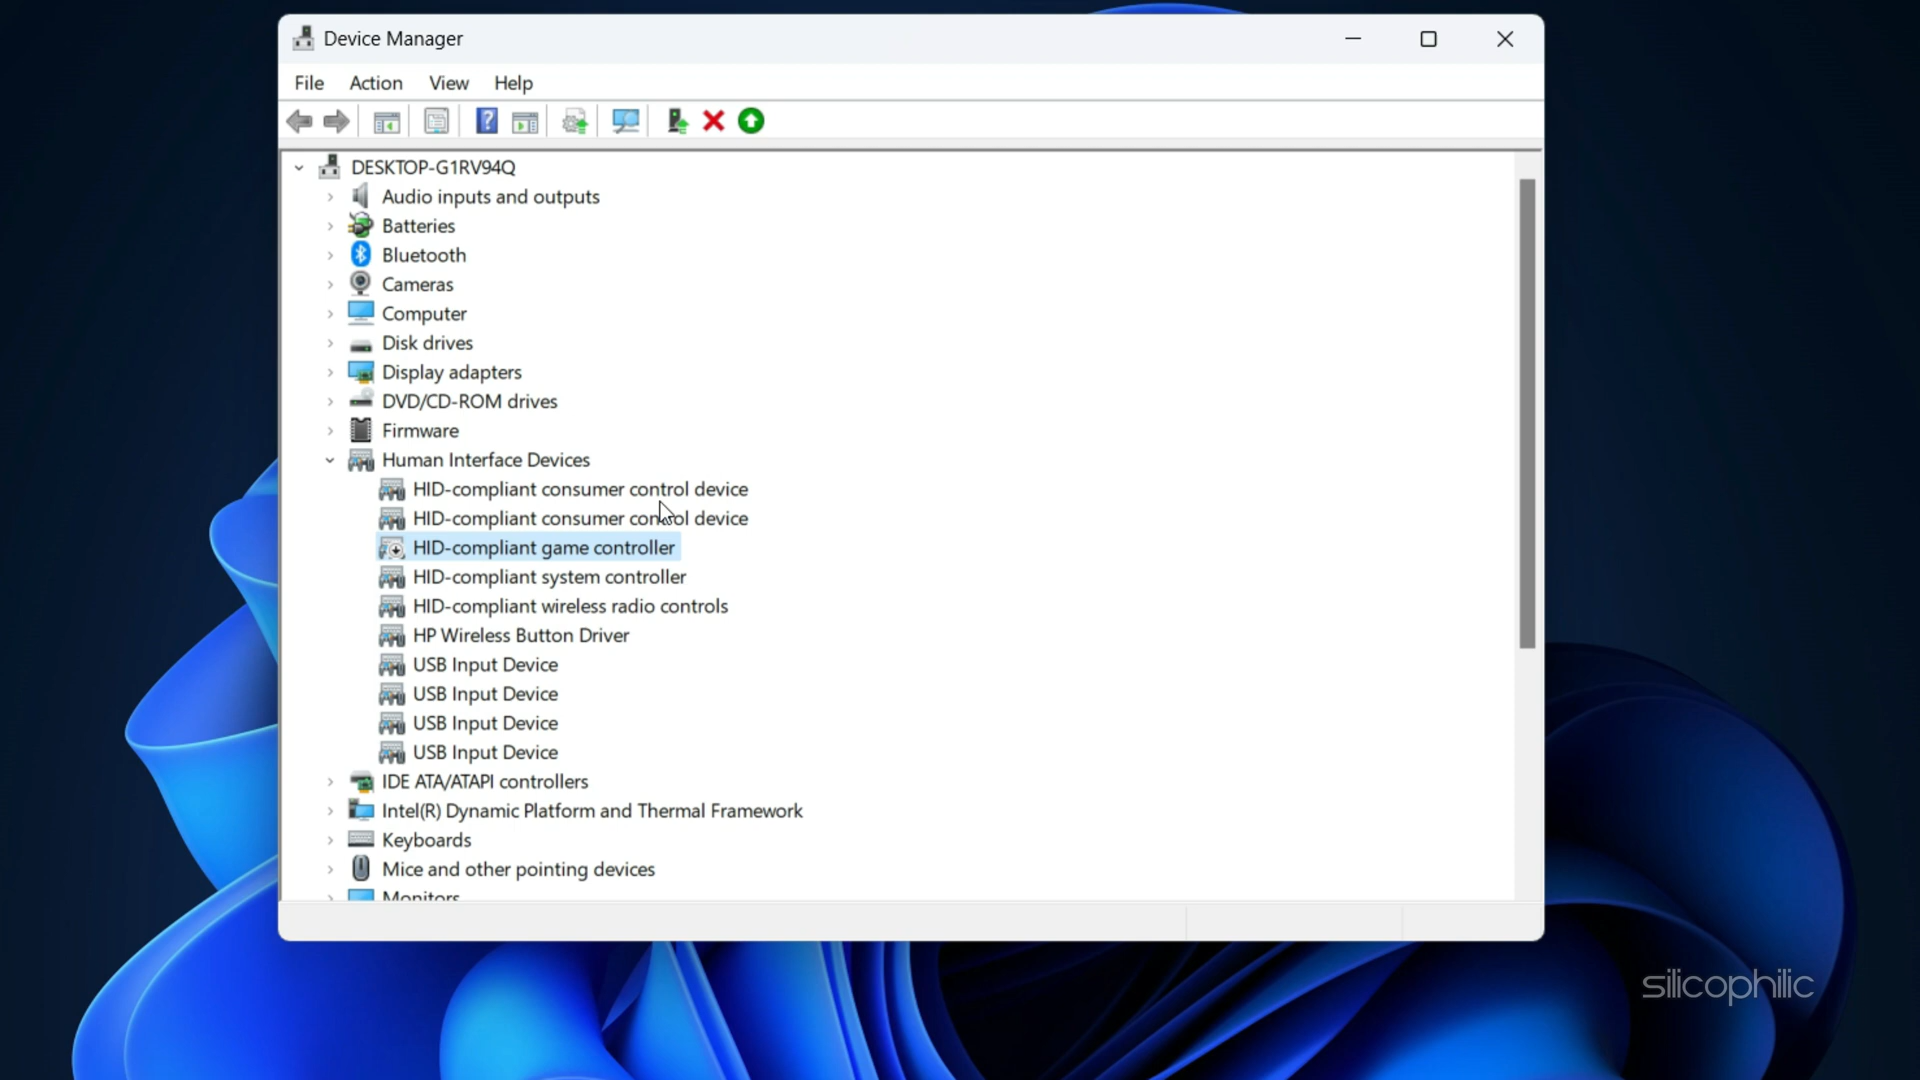 Device Manager
File Action View Help
DESKTOP-G1RV94Q
Audio inputs and outputs
Batteries
Bluetooth
Cameras
Computer
Disk drives
Display adapters
DVD/CD-ROM drives
Firmware
Human Interface Devices
HID-compliant consumer control device
HID-compliant consumer control device
HID-compliant game controller
HID-compliant system controller
HID-compliant wireless radio controls
HP Wireless Button Driver
USB Input Device
USB Input Device
USB Input Device
USB Input Device
IDE ATA/ATAPI controllers
Intel(R) Dynamic Platform and Thermal Framework
Keyboards
Mice and other pointing devices
Monitors
silicophilic